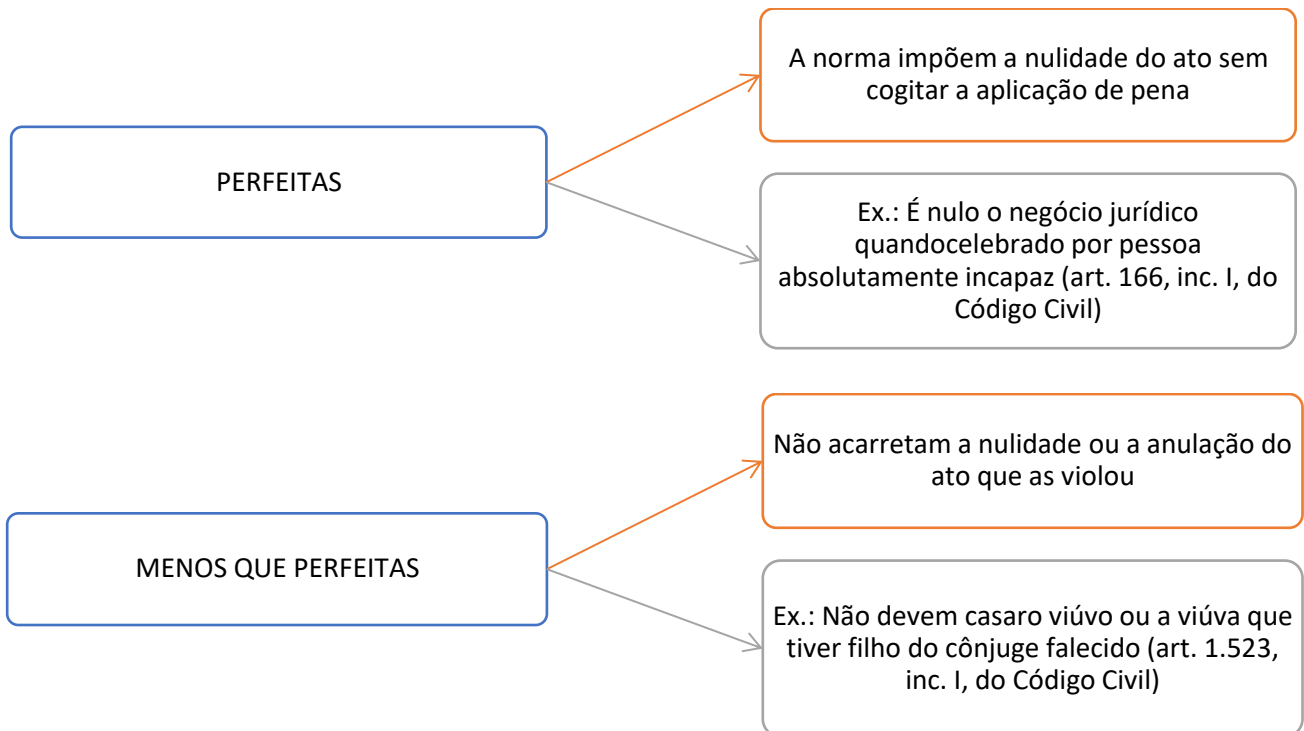 PERFEITAS
A norma impõem a nulidade do ato sem
cogitar a aplicação de pena
Ex.: É nulo o negócio jurídico
quandocelebrado por pessoa
absolutamente incapaz (art. 166, inc. I, do
Código Civil)
MENOS QUE PERFEITAS
Não acarretam a nulidade ou a anulação do
ato que as violou
Ex.: Não devem casaro viúvo ou a viúva que
tiver filho do cônjuge falecido (art. 1.523,
inc. I, do Código Civil)